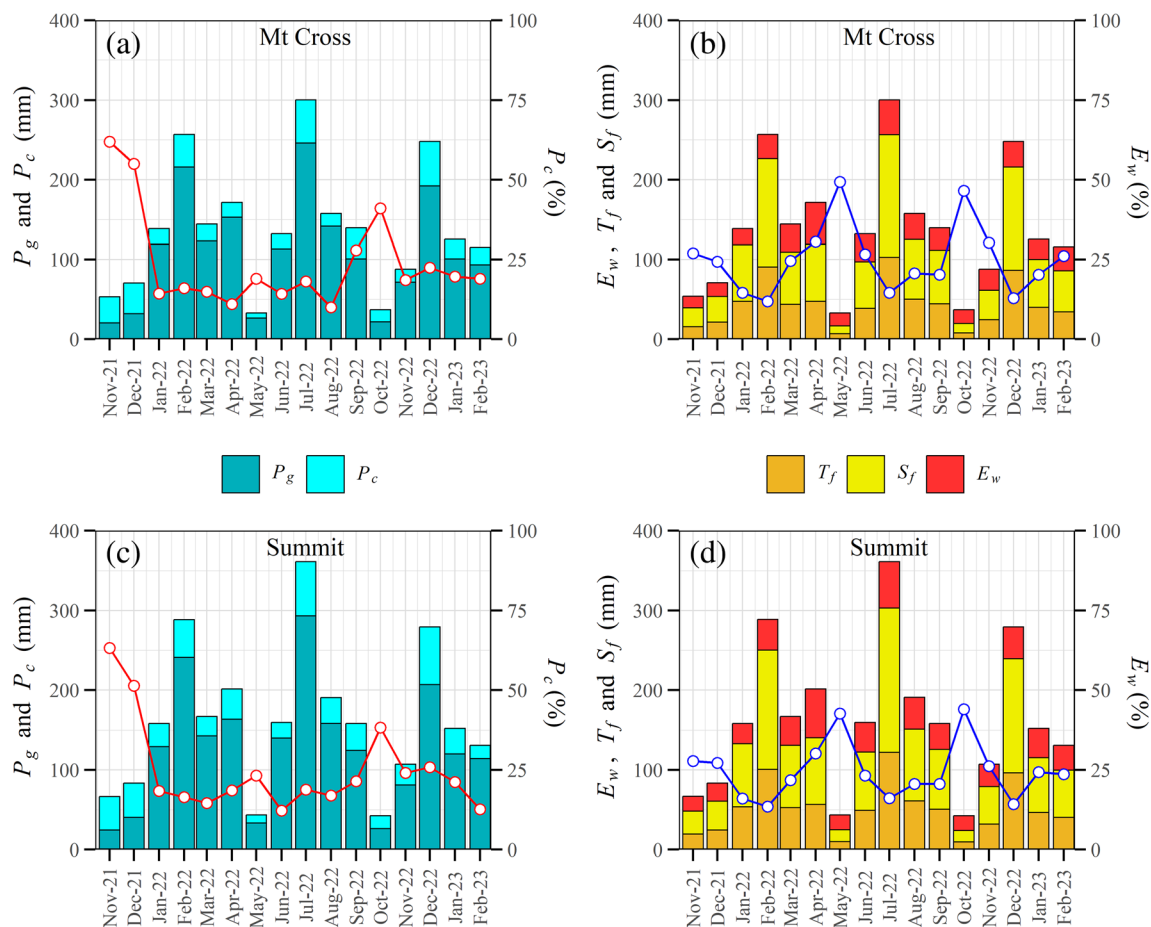 (a) Mt Cross
400
300
200
100
0
P_g and P_c (mm)
100
75
50
25
0
P_c (%)
Nov-21 Dec-21 Jan-22 Feb-22 Mar-22 Apr-22 May-22 Jun-22 Jul-22 Aug-22 Sep-22 Oct-22 Nov-22 Dec-22 Jan-23 Feb-23
(b) Mt Cross
400
300
200
100
0
E_w, T_f and S_f (mm)
100
75
50
25
0
E_w (%)
Nov-21 Dec-21 Jan-22 Feb-22 Mar-22 Apr-22 May-22 Jun-22 Jul-22 Aug-22 Sep-22 Oct-22 Nov-22 Dec-22 Jan-23 Feb-23
P_g P_c
T_f S_f E_w
(c) Summit
400
300
200
100
0
P_g and P_c (mm)
100
75
50
25
0
P_c (%)
Nov-21 Dec-21 Jan-22 Feb-22 Mar-22 Apr-22 May-22 Jun-22 Jul-22 Aug-22 Sep-22 Oct-22 Nov-22 Dec-22 Jan-23 Feb-23
(d) Summit
400
300
200
100
0
E_w, T_f and S_f (mm)
100
75
50
25
0
E_w (%)
Nov-21 Dec-21 Jan-22 Feb-22 Mar-22 Apr-22 May-22 Jun-22 Jul-22 Aug-22 Sep-22 Oct-22 Nov-22 Dec-22 Jan-23 Feb-23